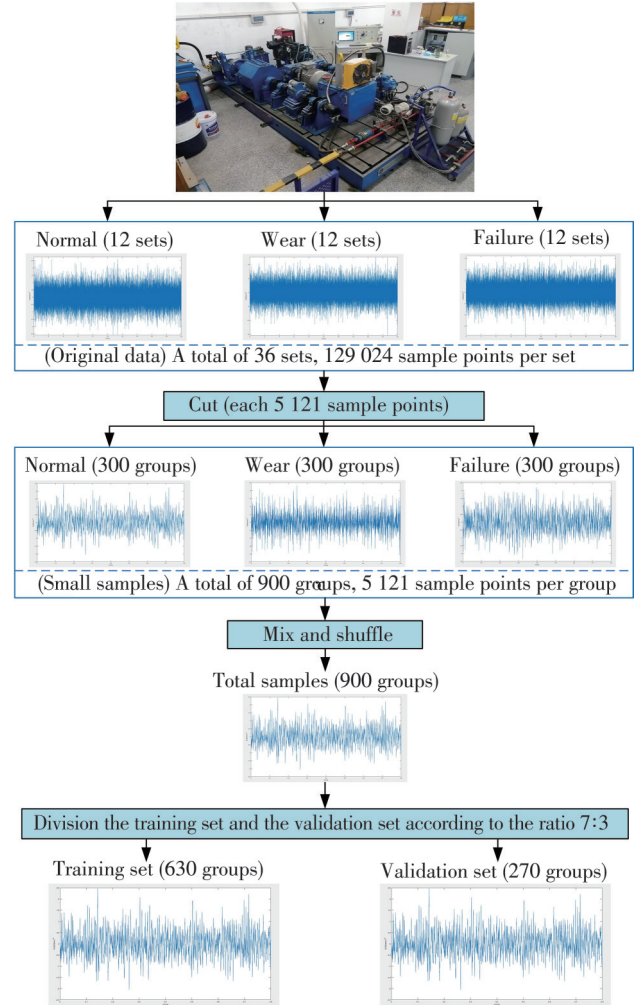 Normal (12 sets)
Wear (12 sets)
Failure (12 sets)
(Original data) A total of 36 sets, 129 024 sample points per set
Cut (each 5 121 sample points)
Normal (300 groups)
Wear (300 groups)
Failure (300 groups)
(Small samples) A total of 900 groups, 5 121 sample points per group
Mix and shuffle
Total samples (900 groups)
Division the training set and the validation set according to the ratio 7:3
Training set (630 groups)
Validation set (270 groups)